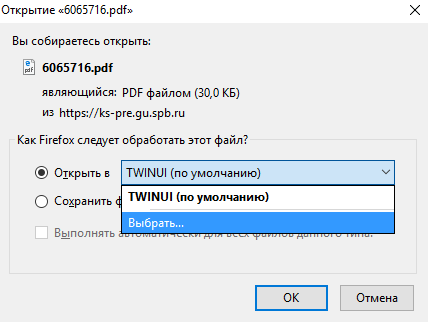 Открытие «6065716.pdf»
Вы собираетесь открыть:
6065716.pdf
являющийся: PDF файлом (30,0 КБ)
из https://ks-pre.gu.spb.ru
Как Firefox следует обработать этот файл?
Открыть в TWINUI (по умолчанию)
TWINUI (по умолчанию)
Сохранить ф
Выбрать...
Выполнять автоматически для всех файлов данного типа.
ОК Отмена